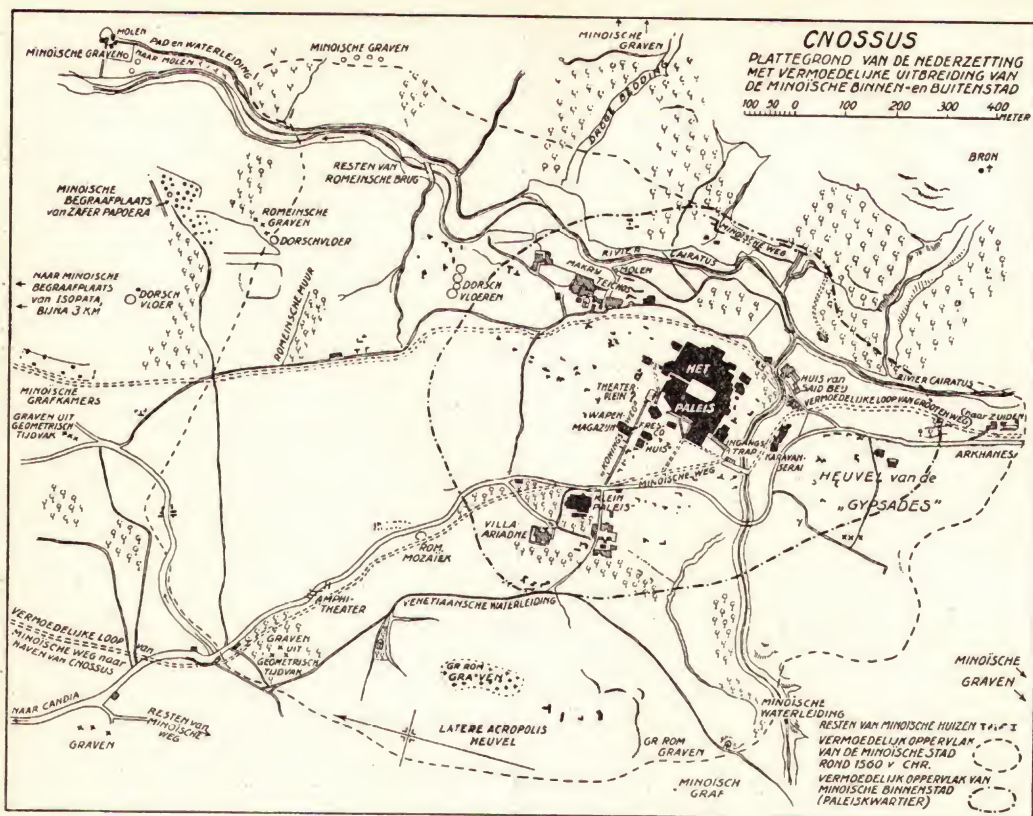 CNOSSUS
PLATTEGROND VAN DE NEDERZETTING
MET VERMOEDELIJKE UITBREIDING VAN
DE MINOÏSCHE BINNEN- en BUITENSTAD
100 50 0 100 200 300 400
METER
MOLEN
MINOÏSCHE GRAVEN
PAD en WATERLEIDING
NAAR MOLEN
MINOÏSCHE GRAVEN
MINOÏSCHE
GRAVEN
DROGE BEDDING
BRON
RESTEN VAN
ROMEINSCHE BRUG
MINOÏSCHE
BEGRAAFPLAATS
van ZAFER PAPOERA
ROMEINSCHE
GRAVEN
DORSCHVLOER
MINOÏSCHE WEG
RIVIER
CAIRATUS
MAKRY
TEICHOS
MOLEN
NAAR MINOÏSCHE
BEGRAAFPLAATS
van ISOPATA,
BIJNA 3 KM
DORSCH
VLOER
ROMEINSCHE MUUR
DORSCH
VLOEREN
MINOÏSCHE
GRAFKAMERS
HET
PALEIS
THEATER
PLEIN
HUIS van
SAID BEIJ
RIVIER CAIRATUS
VERMOEDELIJKE LOOP VAN GROOTEN WEG
(naar ZUIDEN)
ARKHANES
GRAVEN UIT
GEOMETRISCH
TIJDVAK
WAPEN-
MAGAZIJN
FRES
CO
HUIS
INGANGS
TRAP
KARAVAN-
SERAI
MINOÏSCHE WEG
HEUVEL van de
„GYPSADES”
KLEIN
PALEIS
VILLA
ARIADNE
ROM.
MOZAÏEK
AMPHI-
THEATER
VENETIAANSCHE WATERLEIDING
VERMOEDELIJKE LOOP van
MINOÏSCHE WEG naar
HAVEN VAN CNOSSUS
GRAVEN
UIT
GEOMETRISCH
TIJDVAK
GR ROM
GRAVEN
NAAR CANDIA
RESTEN van
MINOÏSCHE
WEG
GRAVEN
LATERE ACROPOLIS
HEUVEL
GR ROM
GRAVEN
MINOÏSCH
GRAF
MINOÏSCHE
WATERLEIDING
MINOÏSCHE
GRAVEN
RESTEN VAN MINOÏSCHE HUIZEN
VERMOEDELIJK OPPERVLAK
VAN DE MINOÏSCHE STAD
ROND 1560 V CHR.
VERMOEDELIJK OPPERVLAK VAN
MINOÏSCHE BINNENSTAD
(PALEISKWARTIER)